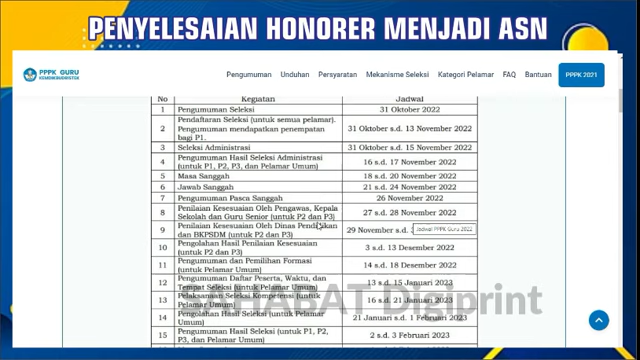 PENYELESAIAN HONORER MENJADI ASN
PPPK GURU
KEMDIKBUDRISTEK
Pengumuman Unduhan Persyaratan Mekanisme Seleksi Kategori Pelamar FAQ Bantuan PPPK 2021
No Kegiatan Jadwal
1 Pengumuman Seleksi 31 Oktober 2022
2 Pendaftaran Seleksi (untuk semua pelamar).
Pengumuman mendapatkan penempatan
bagi P1. 31 Oktober s.d. 13 November 2022
3 Seleksi Administrasi 31 Oktober s.d. 15 November 2022
4 Pengumuman Hasil Seleksi Administrasi
(untuk P1, P2, P3, dan Pelamar Umum) 16 s.d. 17 November 2022
5 Masa Sanggah 18 s.d. 20 November 2022
6 Jawab Sanggah 21 s.d. 24 November 2022
7 Pengumuman Pasca Sanggah 26 November 2022
8 Penilaian Kesesuaian Oleh Pengawas, Kepala
Sekolah dan Guru Senior (untuk P2 dan P3) 27 s.d. 28 November 2022
9 Penilaian Kesesuaian Oleh Dinas Pendidikan
dan BKPSDM (untuk P2 dan P3) 29 November s.d.
Jadwal PPPK Guru 2022
10 Pengolahan Hasil Penilaian Kesesuaian
(untuk P2 dan P3) 3 s.d. 13 Desember 2022
11 Pengumuman dan Pemilihan Formasi
(untuk Pelamar Umum) 14 s.d. 18 Desember 2022
12 Pengumuman Daftar Peserta, Waktu, dan
Tempat Seleksi (untuk Pelamar Umum) 13 s.d. 15 Januari 2023
13 Pelaksanaan Seleksi Kompetensi (untuk
Pelamar Umum) 16 s.d. 21 Januari 2023
14 Pengolahan Hasil Seleksi (untuk Pelamar
Umum) 21 Januari s.d. 1 Februari 2023
15 Pengumuman Hasil Seleksi (untuk P1, P2,
P3, dan Pelamar Umum) 2 s.d. 3 Februari 2023
SAHABAT Digiprint